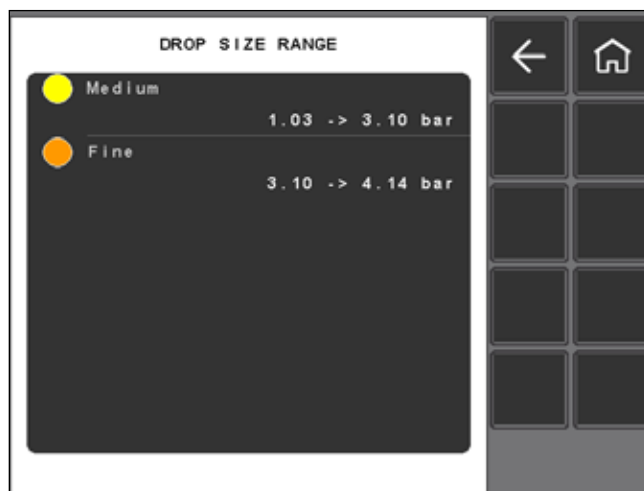 DROP SIZE RANGE
Medium
1.03 -> 3.10 bar
Fine
3.10 -> 4.14 bar